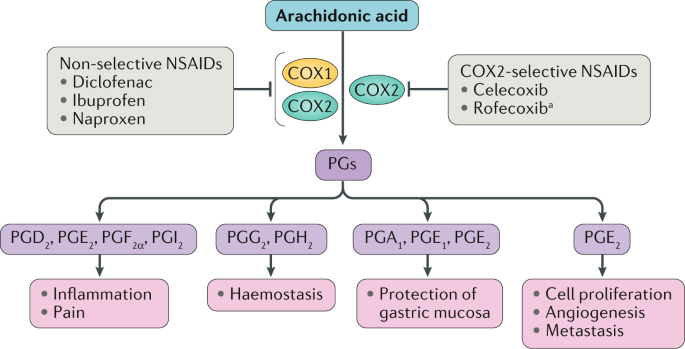 Arachidonic acid
Non-selective NSAIDs
• Diclofenac
• Ibuprofen
• Naproxen
COX1
COX2
COX2
COX2-selective NSAIDs
• Celecoxib
• Rofecoxibᵃ
PGs
PGD₂, PGE₂, PGF₂α, PGI₂
PGG₂, PGH₂
PGA₁, PGE₁, PGE₂
PGE₂
• Inflammation
• Pain
• Haemostasis
• Protection of
gastric mucosa
• Cell proliferation
• Angiogenesis
• Metastasis